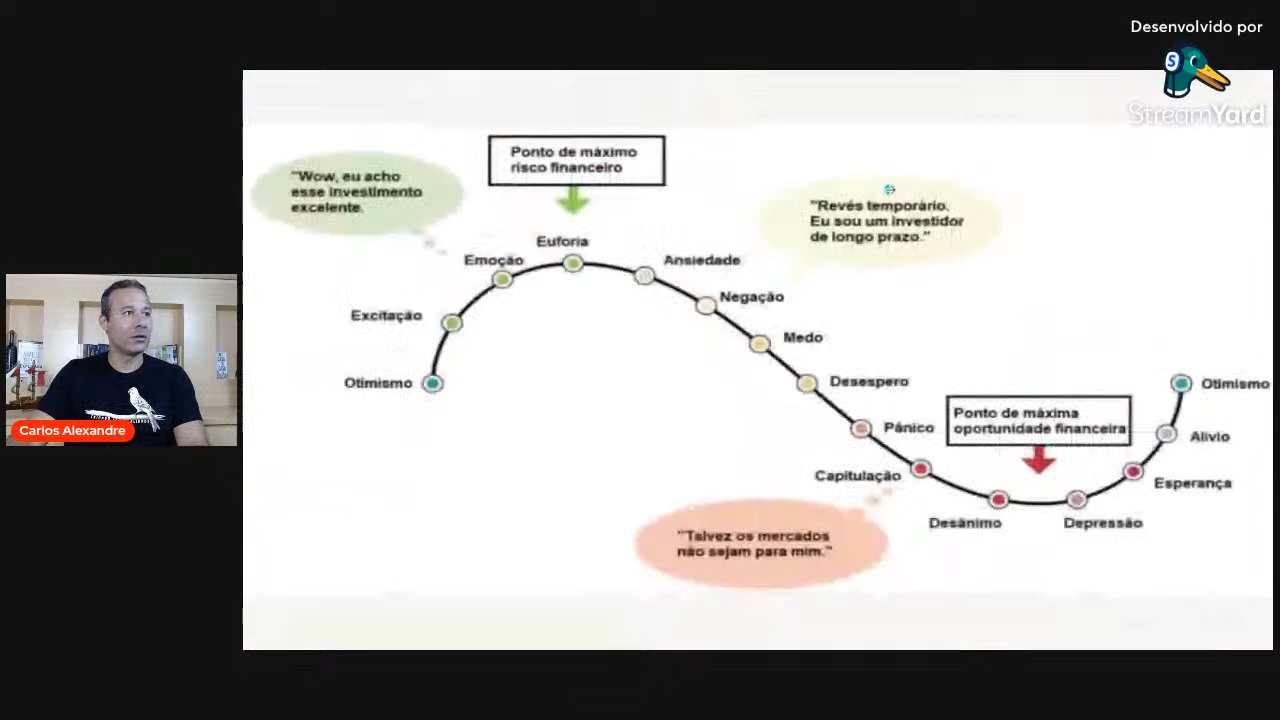 Desenvolvido por
S
StreamYard
Ponto de máximo
risco financeiro
"Wow, eu acho
esse investimento
excelente.
"Revés temporário.
Eu sou um investidor
de longo prazo."
Euforia
Emoção
Ansiedade
Negação
Excitação
Medo
Otimismo
Desespero
Otimismo
Ponto de máxima
oportunidade financeira
Pánico
Alívio
Capitulação
Esperança
Desânimo
Depressão
"Talvez os mercados
não sejam para mim."
Carlos Alexandre